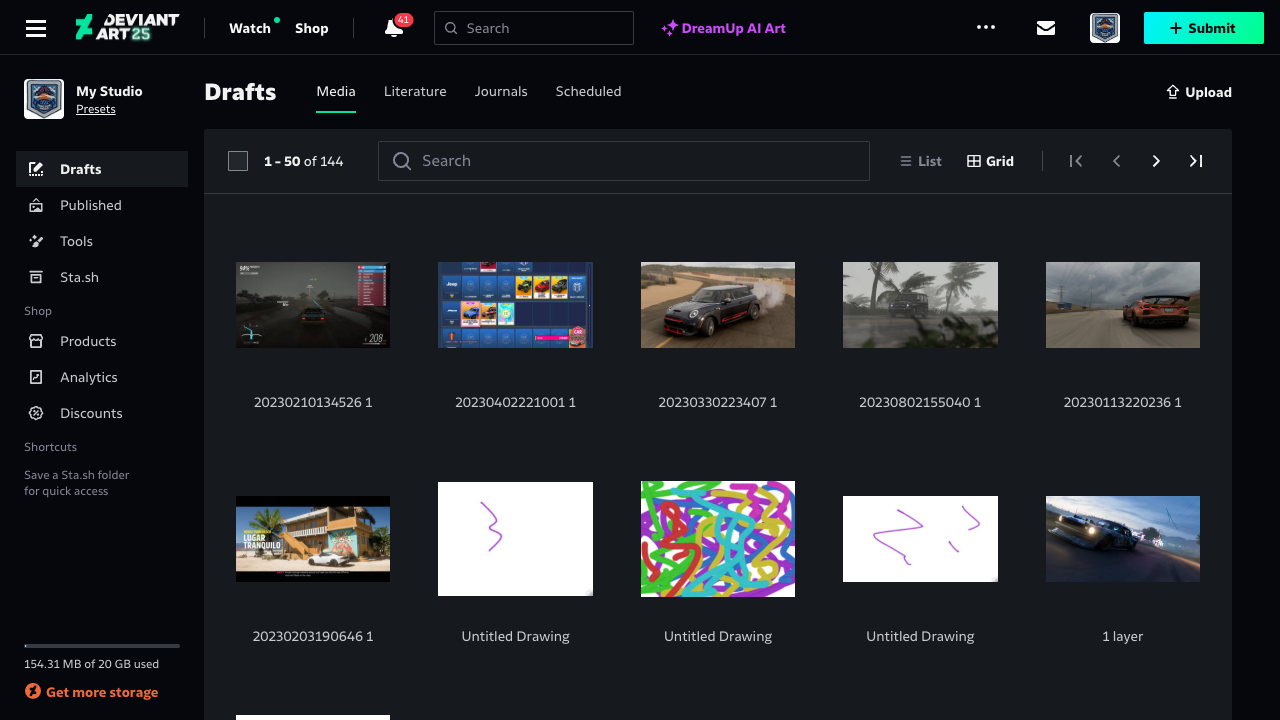 DEVIANT
ART 25
Watch
Shop
41
Search
DreamUp AI Art
Submit
My Studio
Presets
Drafts
Media
Literature
Journals
Scheduled
Upload
1 - 50 of 144
Search
List
Grid
Drafts
Published
Tools
Sta.sh
Shop
Products
Analytics
Discounts
Shortcuts
Save a Sta.sh folder
for quick access
208
20230210134526 1
20230402221001 1
20230330223407 1
20230802155040 1
20230113220236 1
LUGAR
TRANQUILO
20230203190646 1
Untitled Drawing
Untitled Drawing
Untitled Drawing
1 layer
154.31 MB of 20 GB used
Get more storage